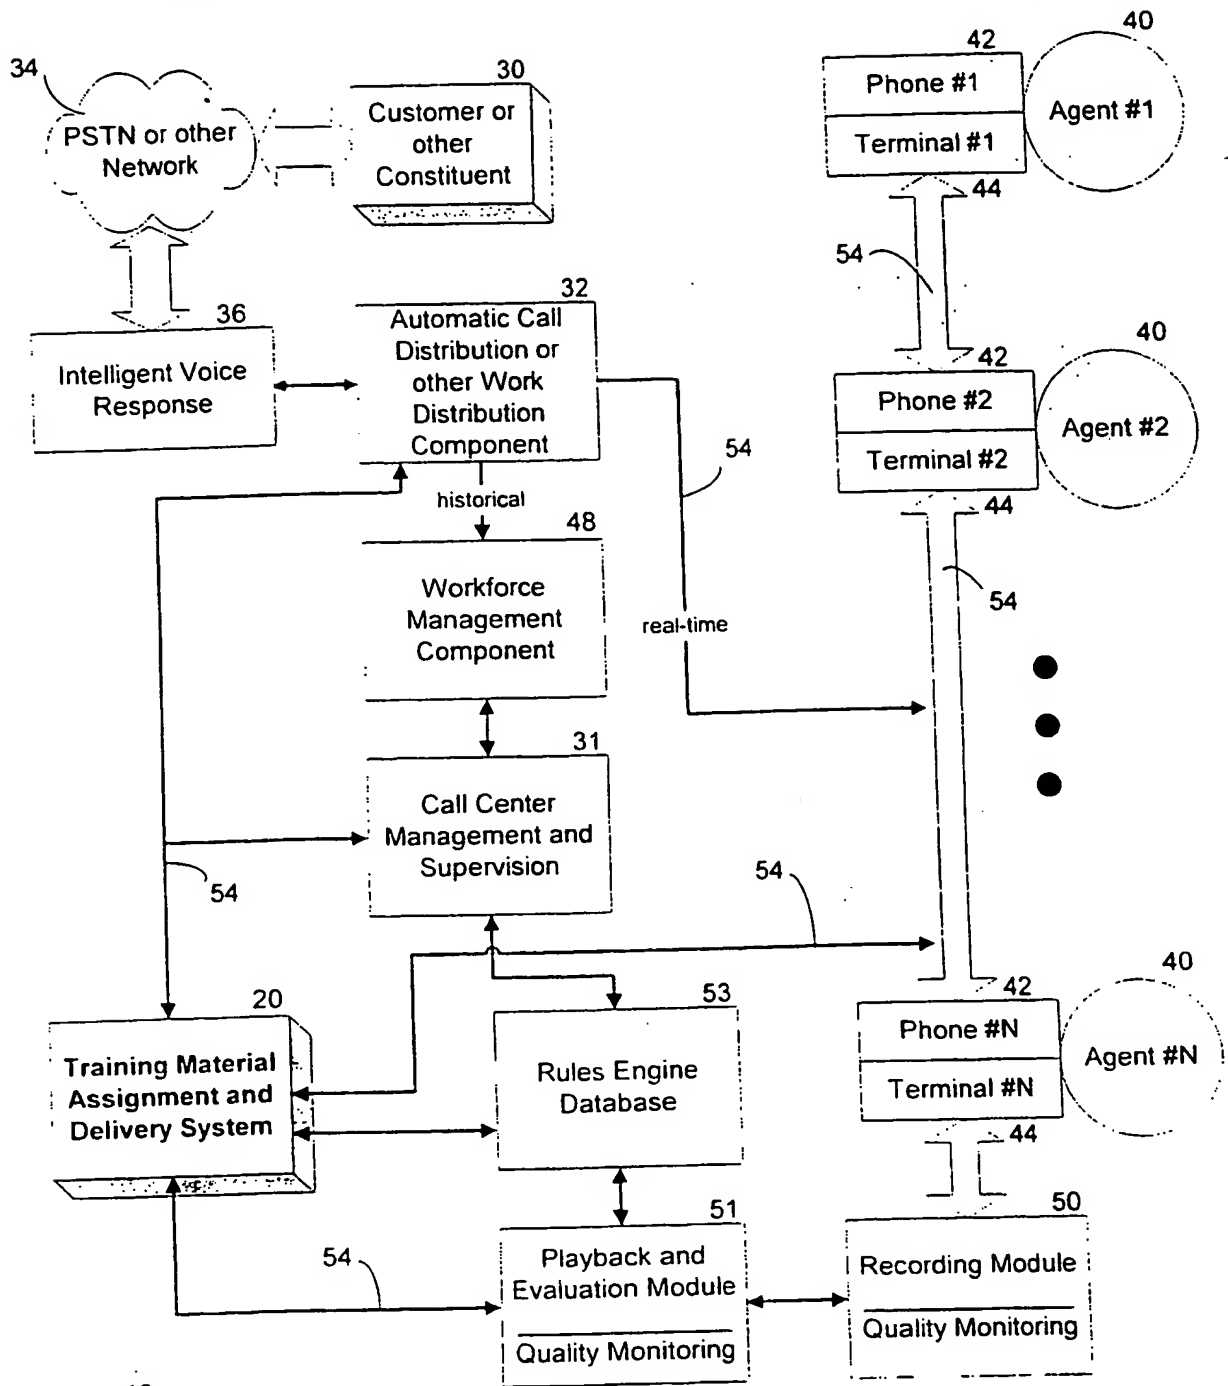 34
PSTN or other
Network
30
Customer or
other
Constituent
42
40
Phone #1
Terminal #1
Agent #1
44
54
36
Intelligent Voice
Response
32
Automatic Call
Distribution or
other Work
Distribution
Component
42
40
Phone #2
Terminal #2
Agent #2
44
54
54
historical
real-time
48
Workforce
Management
Component
31
Call Center
Management and
Supervision
54
54
20
Training Material
Assignment and
Delivery System
53
Rules Engine
Database
42
40
Phone #N
Terminal #N
Agent #N
44
54
51
Playback and
Evaluation Module
Quality Monitoring
50
Recording Module
Quality Monitoring